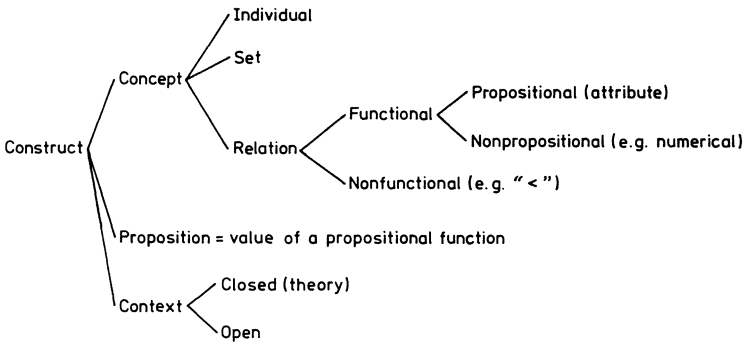 Individual
Set
Concept
Propositional (attribute)
Functional
Nonpropositional (e.g. numerical)
Construct
Relation
Nonfunctional (e.g. “<”)
Proposition = value of a propositional function
Closed (theory)
Context
Open